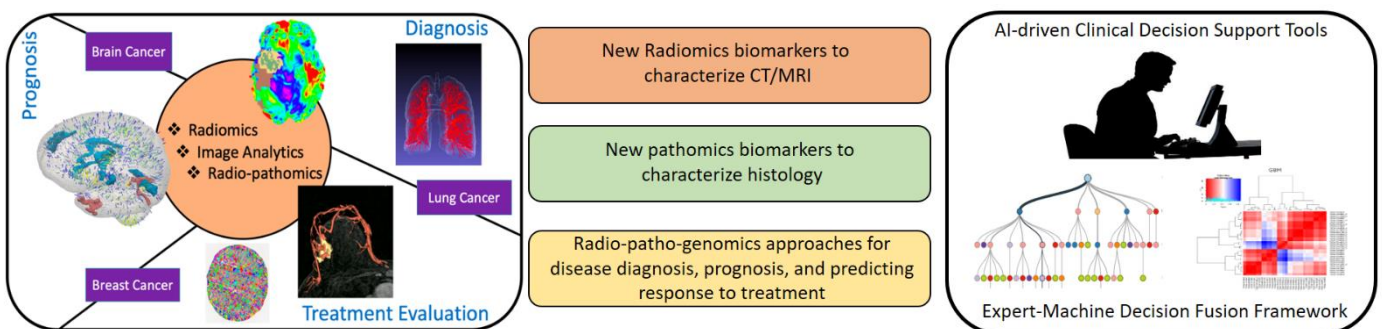 Prognosis
Brain Cancer
Diagnosis
❖ Radiomics
❖ Image Analytics
❖ Radio-pathomics
Lung Cancer
Breast Cancer
Treatment Evaluation
New Radiomics biomarkers to
characterize CT/MRI
New pathomics biomarkers to
characterize histology
Radio-patho-genomics approaches for
disease diagnosis, prognosis, and predicting
response to treatment
AI-driven Clinical Decision Support Tools
Expert-Machine Decision Fusion Framework